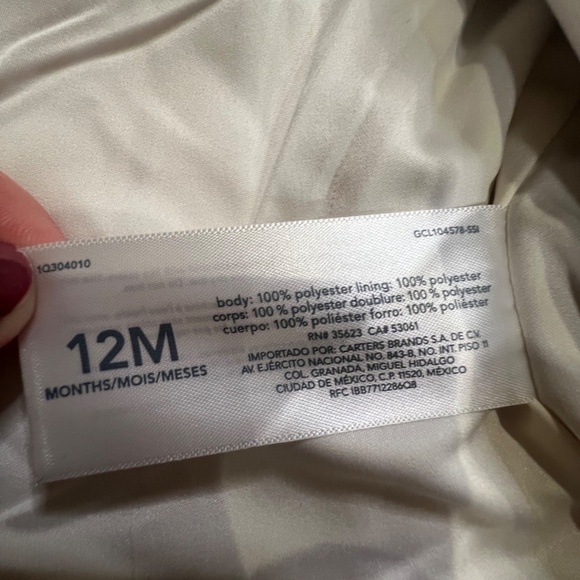 1Q304010
GCL104578-SSI
12M
MONTHS/MOIS/MESES
body: 100% polyester lining: 100% polyester
corps: 100% polyester doublure: 100% polyester
cuerpo: 100% poliéster forro: 100% poliéster
RN# 35623 CA# 53061
IMPORTADO POR: CARTERS BRANDS S.A. DE C.V.
AV. EJÉRCITO NACIONAL NO. 843-B, NO. INT. PISO 11
COL. GRANADA, MIGUEL HIDALGO
CIUDAD DE MÉXICO, C.P. 11520, MÉXICO
RFC IBB7712286Q8